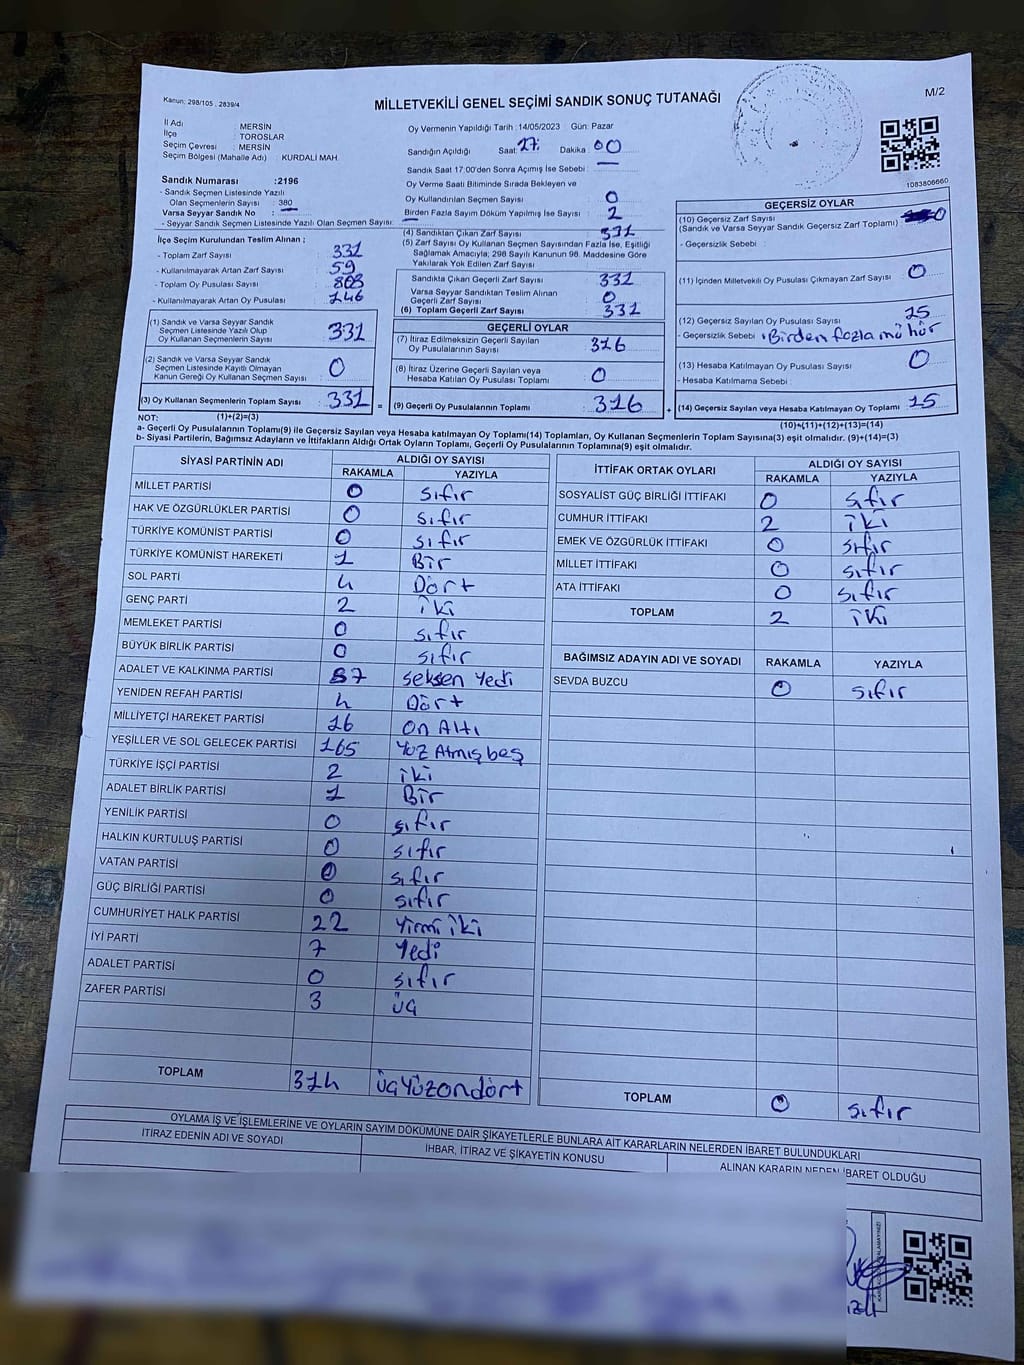 Kanun: 298/105 , 2839/4
MİLLETVEKİLİ GENEL SEÇİMİ SANDIK SONUÇ TUTANAĞI
M/2
İl Adı : MERSİN
İlçe : TOROSLAR
Seçim Çevresi : MERSİN
Seçim Bölgesi (Mahalle Adı) : KURDALİ MAH.
Oy Vermenin Yapıldığı Tarih :14/05/2023 Gün: Pazar
Sandığın Açıldığı Saat: 17: Dakika : 00
Sandık Saat 17:00'den Sonra Açımış İse Sebebi :
1083806660
Sandık Numarası :2196
- Sandık Seçmen Listesinde Yazılı
Olan Seçmenlerin Sayısı : 380
Varsa Seyyar Sandık No :
- Seyyar Seçmen Listesinde Yazılı Olan Seçmen Sayısı:
Oy Verme Saati Bitiminde Sırada Bekleyen ve
Oy Kullandırılan Seçmen Sayısı 0
Birden Fazla Sayım Döküm Yapılmış İse Sayısı : 2
(4) Sandıktan Çıkan Zarf Sayısı : 331
(5) Zarf Sayısı Oy Kullanan Seçmen Sayısından Fazla İse, Eşitliği
Sağlamak Amacıyla; 298 Sayılı Kanunun 98. Maddesine Göre
Yakılarak Yok Edilen Zarf Sayısı :
İlçe Seçim Kurulundan Teslim Alınan ;
- Toplam Zarf Sayısı : 331
- Kullanılmayarak Artan Zarf Sayısı : 59
- Toplam Oy Pusulası Sayısı :
- Kullanılmayarak Artan Oy Pusulası : 146
Sandıkta Çıkan Geçerli Zarf Sayısı : 331
Varsa Seyyar Sandıktan Teslim Alınan
Geçerli Zarf Sayısı : 0
(6) Toplam Geçerli Zarf Sayısı : 331
(1) Sandık ve Varsa Seyyar Sandık
Seçmen Listesinde Yazılı Olup
Oy Kullanan Seçmenlerin Sayısı : 331
(2) Sandık ve Varsa Seyyar Sandık
Seçmen Listesinde Kayıtlı Olmayan
Kanun Gereği Oy Kullanan Seçmen Sayısı : 0
(3) Oy Kullanan Seçmenlerin Toplam Sayısı : 331 =
GEÇERLİ OYLAR
(7) İtiraz Edilmeksizin Geçerli Sayılan
Oy Pusulalarının Sayısı : 316
(8) İtiraz Üzerine Geçerli Sayılan veya
Hesaba Katılan Oy Pusulası Toplamı : 0
(9) Geçerli Oy Pusulalarının Toplamı : 316 +
GEÇERSİZ OYLAR
(10) Geçersiz Zarf Sayısı
(Sandık ve Varsa Seyyar Sandık Geçersiz Zarf Toplamı) : 0
- Geçersizlik Sebebi :
(11) İçinden Milletvekili Oy Pusulası Çıkmayan Zarf Sayısı : 0
(12) Geçersiz Sayılan Oy Pusulası Sayısı : 15
- Geçersizlik Sebebi : Birden fazla mühür
(13) Hesaba Katılmayan Oy Pusulası Sayısı : 0
- Hesaba Katılmama Sebebi :
(14) Geçersiz Sayılan veya Hesaba Katılmayan Oy Toplamı : 15
NOT: (1)+(2)=(3)
(10)+(11)+(12)+(13)=(14)
a- Geçerli Oy Pusulalarının Toplamı(9) ile Geçersiz Sayılan veya Hesaba katılmayan Oy Toplamı(14) Toplamları, Oy Kullanan Seçmenlerin Toplam Sayısına(3) eşit olmalıdır. (9)+(14)=(3)
b- Siyasi Partilerin, Bağımsız Adayların ve İttifakların Aldığı Ortak Oyların Toplamı, Geçerli Oy Pusulalarının Toplamına(9) eşit olmalıdır.
SİYASİ PARTİNİN ADI ALDIĞI OY SAYISI
RAKAMLA YAZIYLA
MİLLET PARTİSİ 0 sıfır
HAK VE ÖZGÜRLÜKLER PARTİSİ 0 sıfır
TÜRKİYE KOMÜNİST PARTİSİ 0 sıfır
TÜRKİYE KOMÜNİST HAREKETİ 1 Bir
SOL PARTİ 4 Dört
GENÇ PARTİ 2 iki
MEMLEKET PARTİSİ 0 sıfır
BÜYÜK BİRLİK PARTİSİ 0 sıfır
ADALET VE KALKINMA PARTİSİ 87 seksen Yedi
YENİDEN REFAH PARTİSİ 4 Dört
MİLLİYETÇİ HAREKET PARTİSİ 16 on Altı
YEŞİLLER VE SOL GELECEK PARTİSİ 165 Yüz Atmış beş
TÜRKİYE İŞÇİ PARTİSİ 2 iki
ADALET BİRLİK PARTİSİ 1 Bir
YENİLİK PARTİSİ 0 sıfır
HALKIN KURTULUŞ PARTİSİ 0 sıfır
VATAN PARTİSİ 0 sıfır
GÜÇ BİRLİĞİ PARTİSİ 0 sıfır
CUMHURİYET HALK PARTİSİ 22 Yirmi iki
İYİ PARTİ 7 Yedi
ADALET PARTİSİ 0 sıfır
ZAFER PARTİSİ 3 üç
TOPLAM 314 üçyüzondört
İTTİFAK ORTAK OYLARI ALDIĞI OY SAYISI
RAKAMLA YAZIYLA
SOSYALİST GÜÇ BİRLİĞİ İTTİFAKI 0 sıfır
CUMHUR İTTİFAKI 2 iki
EMEK VE ÖZGÜRLÜK İTTİFAKI 0 sıfır
MİLLET İTTİFAKI 0 sıfır
ATA İTTİFAKI 0 sıfır
TOPLAM 2 iki
BAĞIMSIZ ADAYIN ADI VE SOYADI RAKAMLA YAZIYLA
SEVDA BUZCU 0 sıfır
TOPLAM 0 sıfır
OYLAMA İŞ VE İŞLEMLERİNE VE OYLARIN SAYIM DÖKÜMÜNE DAİR ŞİKAYETLERLE BUNLARA AİT KARARLARIN NELERDEN İBARET BULUNDUKLARI
İTİRAZ EDENİN ADI VE SOYADI
İHBAR, İTİRAZ VE ŞİKAYETİN KONUSU
ALINAN KARARIN NEDEN İBARET OLDUĞU